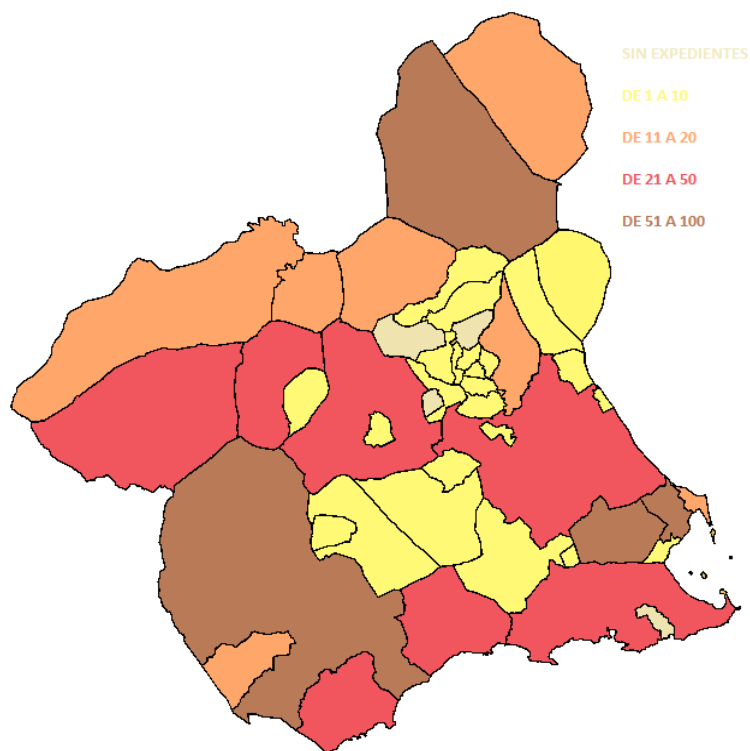 SIN EXPEDIENTES
DE 1 A 10
DE 11 A 20
DE 21 A 50
DE 51 A 100